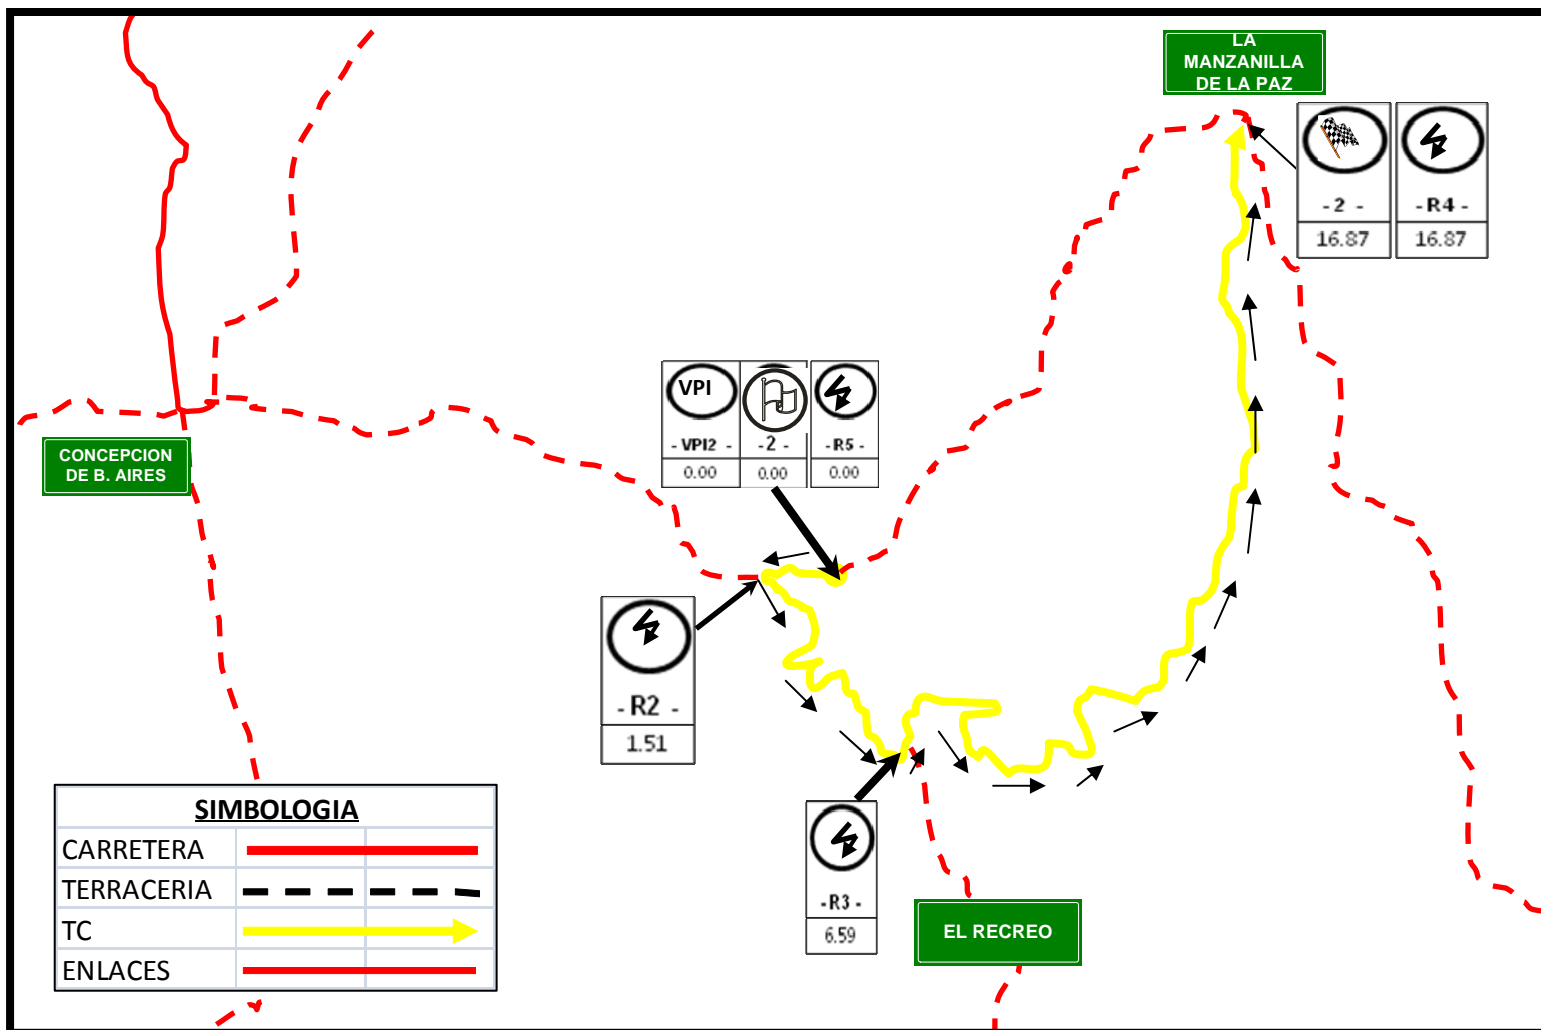 LA
MANZANILLA
DE LA PAZ
- 2 -
- R4 -
16.87
16.87
VPI
- VPI2 -
- 2 -
- R5 -
0.00
0.00
0.00
CONCEPCION
DE B. AIRES
- R2 -
1.51
- R3 -
6.59
EL RECREO
SIMBOLOGIA
CARRETERA
TERRACERIA
TC
ENLACES